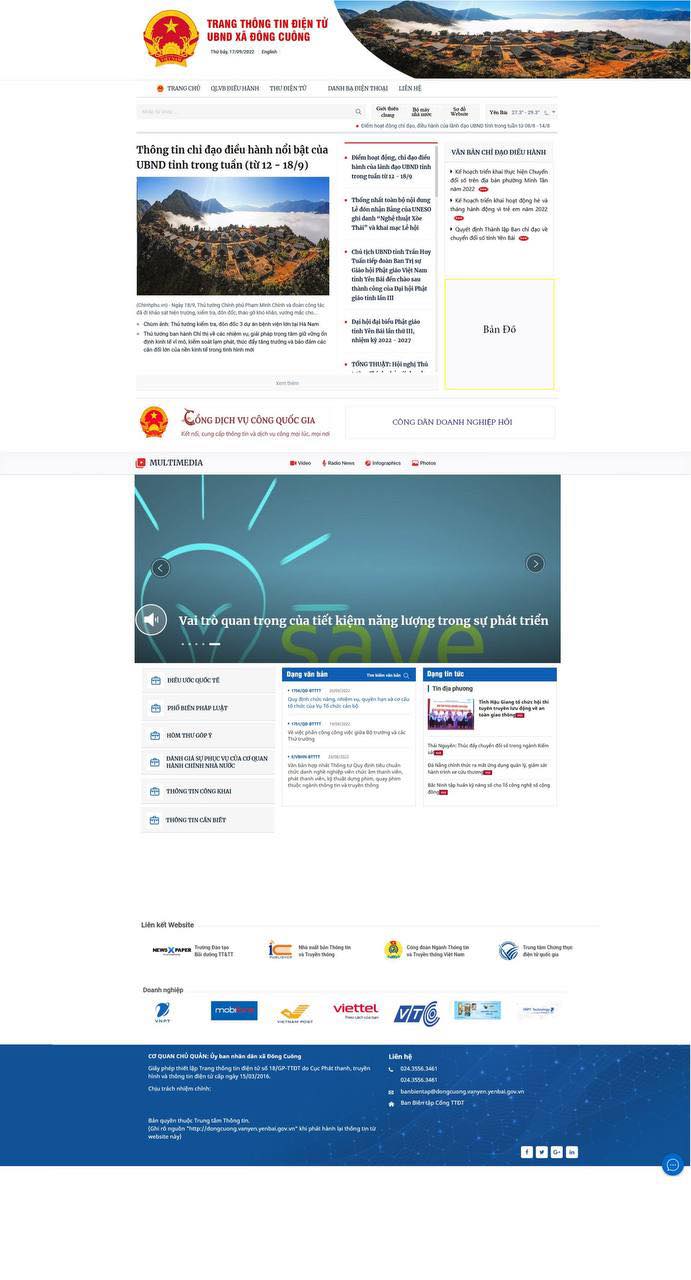 TRANG THÔNG TIN ĐIỆN TỬ
UBND XÃ ĐÔNG CUÔNG
Thứ bảy, 17/09/2022 English
TRANG CHỦ QLVB ĐIỀU HÀNH THƯ ĐIỆN TỬ DANH BẠ ĐIỆN THOẠI LIÊN HỆ
Giới thiệu chung
Bộ máy nhà nước
Sơ đồ Website
Yên Bái 27.3° - 29.3°
Điểm hoạt động chỉ đạo, điều hành của lãnh đạo UBND tỉnh trong tuần từ 08/8 - 14/8
Thông tin chỉ đạo điều hành nổi bật của
UBND tỉnh trong tuần (từ 12 - 18/9)
(Chinhphu.vn) - Ngày 18/9, Thủ tướng Chính phủ Phạm Minh Chính và đoàn công tác
đã đi khảo sát hiện trường, kiểm tra, đôn đốc, tháo gỡ khó khăn, vướng mắc cho...
Chùm ảnh: Thủ tướng kiểm tra, đôn đốc 3 dự án bệnh viện lớn tại Hà Nam
Thủ tướng ban hành Chỉ thị về các nhiệm vụ, giải pháp trọng tâm giữ vững ổn
định kinh tế vĩ mô, kiểm soát lạm phát, thúc đẩy tăng trưởng và bảo đảm các
cân đối lớn của nền kinh tế trong tình hình mới
Xem thêm
Điểm hoạt động, chỉ đạo
điều hành của lãnh đạo UBND
tỉnh trong tuần từ 12 - 18/9
Thống nhất toàn bộ nội dung
Lễ đón nhận Bằng của UNESO
ghi danh “Nghệ thuật Xòe
Thái” và khai mạc Lễ hội
Chủ tịch UBND tỉnh Trần Huy
Tuấn tiếp đoàn Ban Trị sự
Giáo hội Phật giáo Việt Nam
tỉnh Yên Bái đến chào sau
thành công của Đại hội Phật
giáo tỉnh lần III
Đại hội đại biểu Phật giáo
tỉnh Yên Bái lần thứ III,
nhiệm kỳ 2022 - 2027
TỔNG THUẬT: Hội nghị Thủ
VĂN BẢN CHỈ ĐẠO ĐIỀU HÀNH
Kế hoạch triển khai thực hiện Chuyển
đổi số trên địa bàn phường Minh Tân
năm 2022
Kế hoạch triển khai hoạt động hè và
tháng hành động vì trẻ em năm 2022
Quyết định Thành lập Ban chỉ đạo về
chuyển đổi số tỉnh Yên Bái
Bản Đồ
CỔNG DỊCH VỤ CÔNG QUỐC GIA
Kết nối, cung cấp thông tin và dịch vụ công mọi lúc, mọi nơi
CÔNG DÂN DOANH NGHIỆP HỎI
MULTIMEDIA
Video Radio News Infographics Photos
Vai trò quan trọng của tiết kiệm năng lượng trong sự phát triển
save
ĐIỀU ƯỚC QUỐC TẾ
PHỔ BIẾN PHÁP LUẬT
HÒM THƯ GÓP Ý
ĐÁNH GIÁ SỰ PHỤC VỤ CỦA CƠ QUAN
HÀNH CHÍNH NHÀ NƯỚC
THÔNG TIN CÔNG KHAI
THÔNG TIN CẦN BIẾT
Dạng văn bản Tìm kiếm văn bản
1756/QĐ-BTTTT 20/09/2022
Quy định chức năng, nhiệm vụ, quyền hạn và cơ cấu
tổ chức của Vụ Tổ chức cán bộ
1751/QĐ-BTTTT 19/09/2022
Về việc phân công công việc giữa Bộ trưởng và các
Thứ trưởng
Văn bản hợp nhất Thông tư Quy định tiêu chuẩn
chức danh nghề nghiệp viên chức âm thanh viên,
phát thanh viên, kỹ thuật dựng phim, quay phim
thuộc ngành thông tin và truyền thông
Dạng tin tức
Tin địa phương
Tỉnh Hậu Giang tổ chức hội thi
tuyên truyền lưu động về an
toàn giao thông
Thái Nguyên: Thúc đẩy chuyển đổi số trong ngành Kiểm
sát
Đà Nẵng chính thức ra mắt ứng dụng quản lý, giám sát
hành trình xe cứu thương
Bắc Ninh tập huấn kỹ năng số cho Tổ công nghệ số cộng
đồng
Liên kết Website
NEWSXPAPER Trường Đào tạo
Bồi dưỡng TT&TT
Nhà xuất bản Thông tin
và Truyền thông
Công đoàn Ngành Thông tin
và Truyền thông Việt Nam
Trung tâm Chứng thực
điện tử quốc gia
Doanh nghiệp
VNPT
mobifone
VIETNAM POST
viettel
Theo cách của bạn
VTC
VNPT Technology
CƠ QUAN CHỦ QUẢN: Ủy ban nhân dân xã Đông Cuông
Giấy phép thiết lập Trang thông tin điện tử số 18/GP-TTĐT do Cục Phát thanh, truyền
hình và thông tin điện tử cấp ngày 15/03/2016.
Chịu trách nhiệm chính:
Bản quyền thuộc Trung tâm Thông tin.
(Ghi rõ nguồn "http://dongcuong.vanyen.yenbai.gov.vn" khi phát hành lại thông tin từ
website này)
Liên hệ
024.3556.3461
024.3556.3461
banbientap@dongcuong.vanyen.yenbai.gov.vn
Ban Biên tập Cổng TTĐT